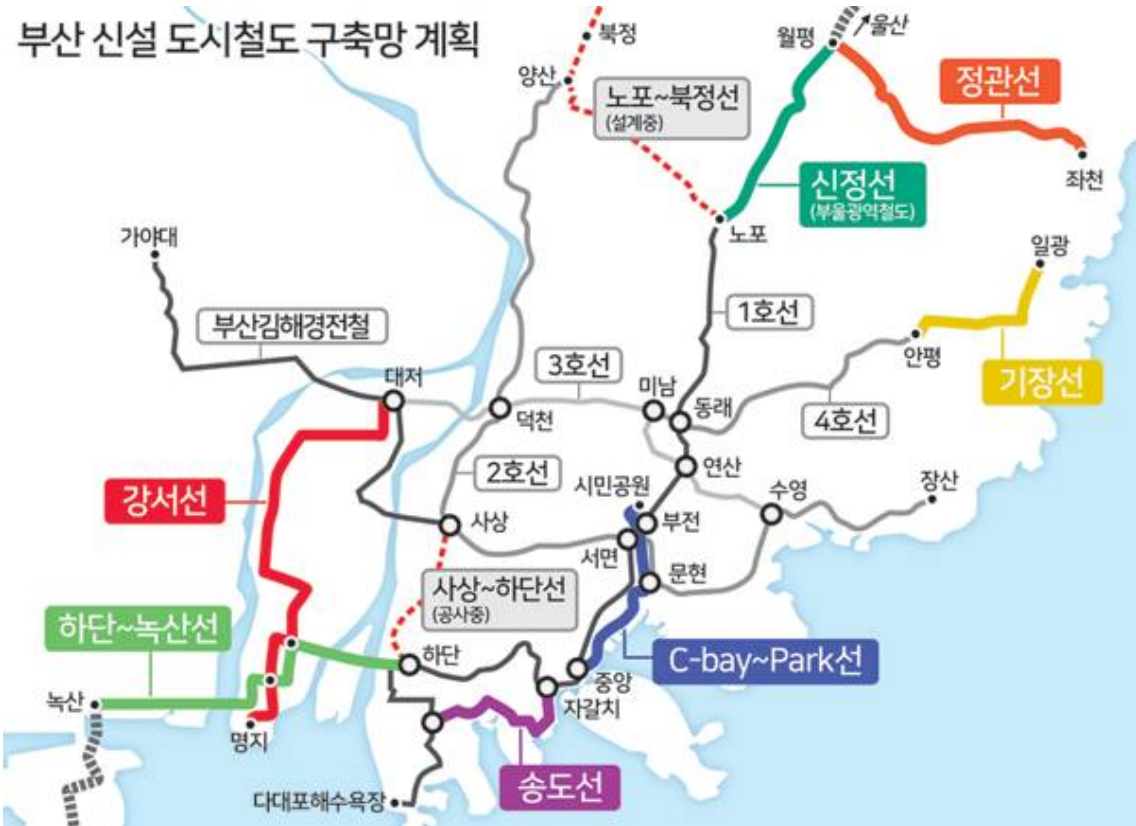 부산 신설 도시철도 구축망 계획
북정
월평
울산
양산
노포~북정선
(설계중)
정관선
좌천
신정선
(부울광역철도)
노포
가야대
일광
부산김해경전철
1호선
안평
기장선
3호선
대저
미남
동래
덕천
4호선
2호선
연산
강서선
시민공원
수영
장산
사상
부전
서면
문현
사상~하단선
(공사중)
하단~녹산선
하단
C-bay~Park선
중앙
녹산
자갈치
명지
송도선
다대포해수욕장